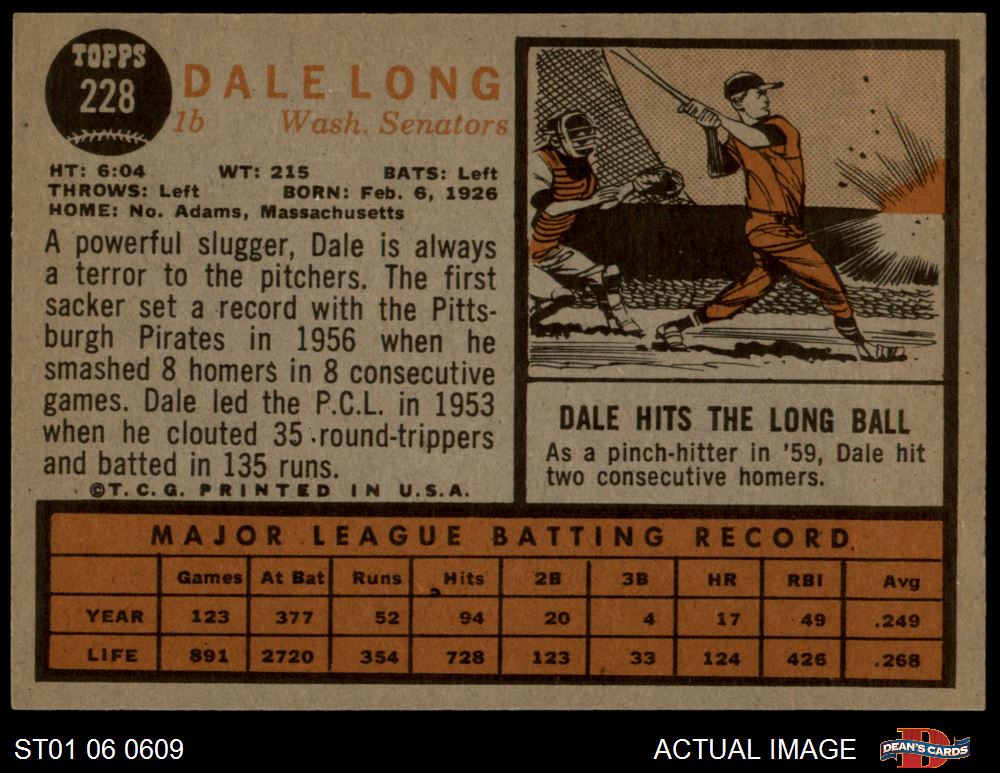 TOPPS
228
DALE LONG
1b Wash. Senators
HT: 6:04 WT: 215 BATS: Left
THROWS: Left BORN: Feb. 6, 1926
HOME: No. Adams, Massachusetts
A powerful slugger, Dale is always
a terror to the pitchers. The first
sacker set a record with the Pitts-
burgh Pirates in 1956 when he
smashed 8 homers in 8 consecutive
games. Dale led the P.C.L. in 1953
when he clouted 35 round-trippers
and batted in 135 runs.
©T.C.G. PRINTED IN U.S.A.
DALE HITS THE LONG BALL
As a pinch-hitter in '59, Dale hit
two consecutive homers.
MAJOR LEAGUE BATTING RECORD
Games At Bat Runs Hits 2B 3B HR RBI Avg
YEAR 123 377 52 94 20 4 17 49 .249
LIFE 891 2720 354 728 123 33 124 426 .268
ST01 06 0609
ACTUAL IMAGE
DEAN'S CARDS